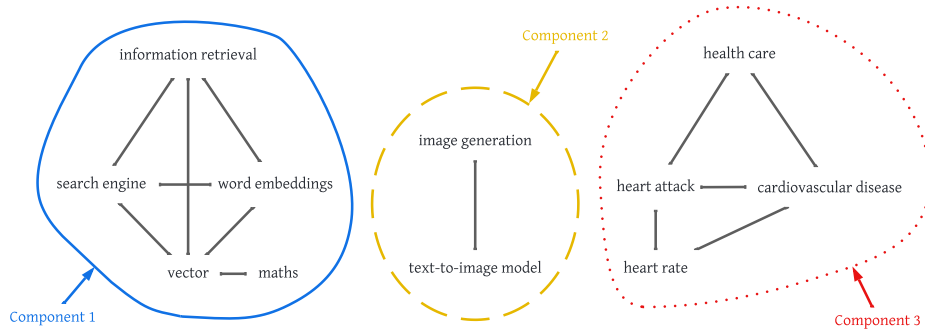 information retrieval
search engine
word embeddings
vector
maths
Component 1
Component 2
image generation
text-to-image model
health care
heart attack
cardiovascular disease
heart rate
Component 3